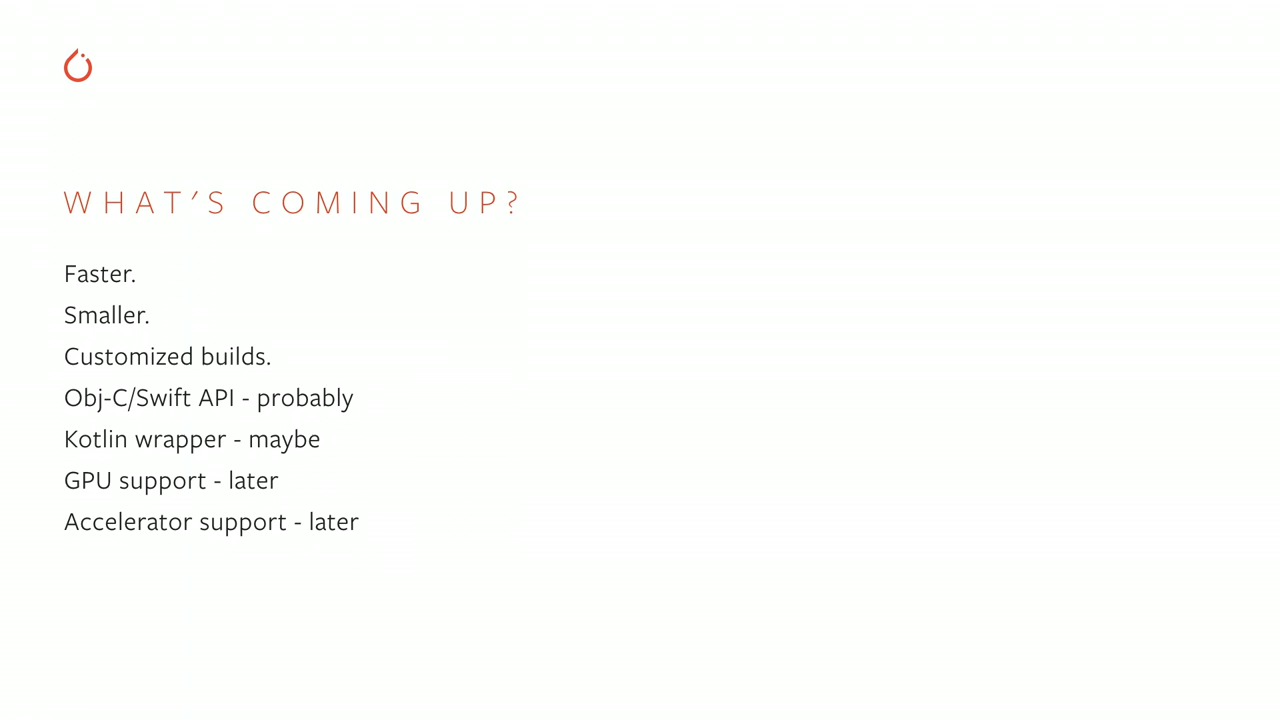 WHAT'S COMING UP?
Faster.
Smaller.
Customized builds.
Obj-C/Swift API - probably
Kotlin wrapper - maybe
GPU support - later
Accelerator support - later